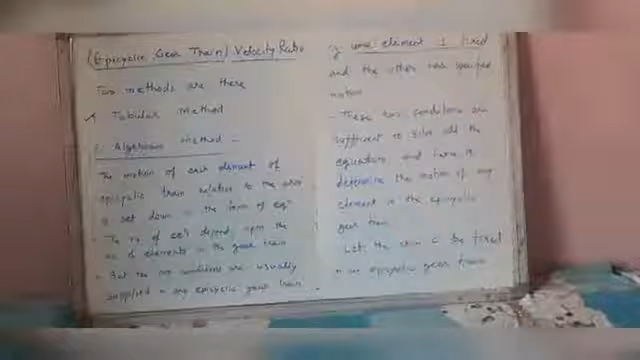 (Epicyclic Gear Train) Velocity Ratio
Two methods are there
Tabular method
2. Algebraic method -
The motion of each element of
epicyclic train relative to the arm
is set down in the form of eqn
- The no. of eqn depends upon the
no. of elements in the gear train
- But the two conditions are usually
supplied in any epicyclic gear train
g some element is fixed
and the other has specified
motion
- These two conditions are
sufficient to solve all the
equations and hence to
determine the motion of any
element in the epicyclic
gear train
Let the arm C be fixed
in an epicyclic gear train